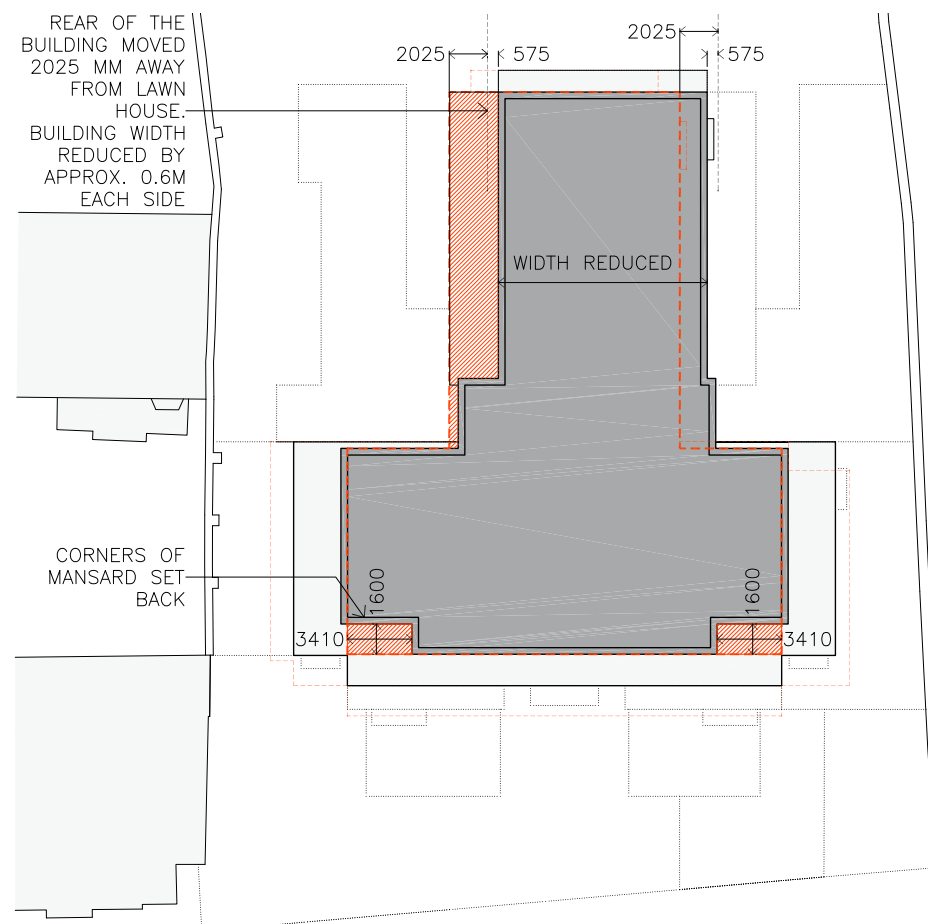 REAR OF THE
BUILDING MOVED
2025 MM AWAY
FROM LAWN
HOUSE.
BUILDING WIDTH
REDUCED BY
APPROX. 0.6M
EACH SIDE
2025
575
2025
575
WIDTH REDUCED
CORNERS OF
MANSARD SET
BACK
1600
3410
1600
3410